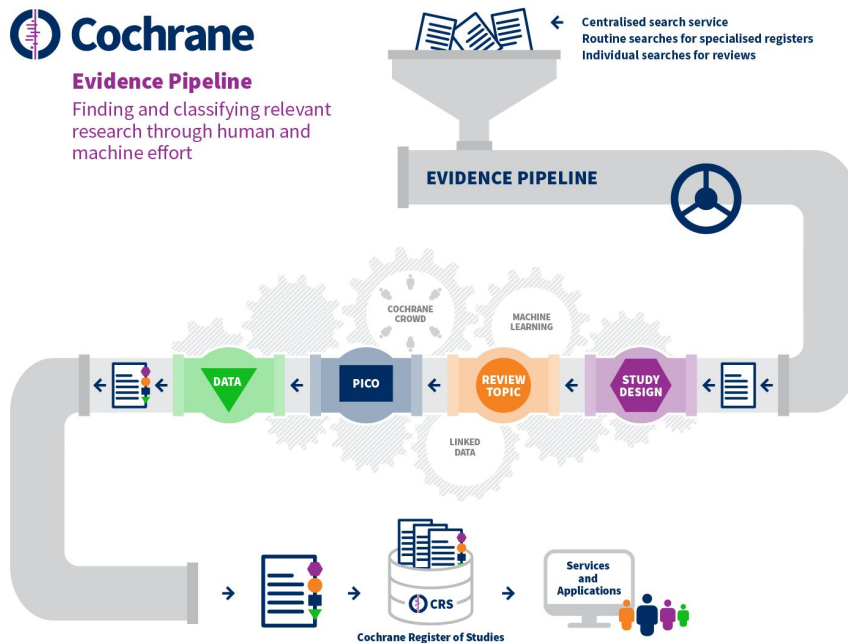 Cochrane
Evidence Pipeline
Finding and classifying relevant
research through human and
machine effort
Centralised search service
Routine searches for specialised registers
Individual searches for reviews
EVIDENCE PIPELINE
COCHRANE
CROWD
MACHINE
LEARNING
DATA
PICO
REVIEW
TOPIC
STUDY
DESIGN
LINKED
DATA
CRS
Cochrane Register of Studies
Services
and
Applications